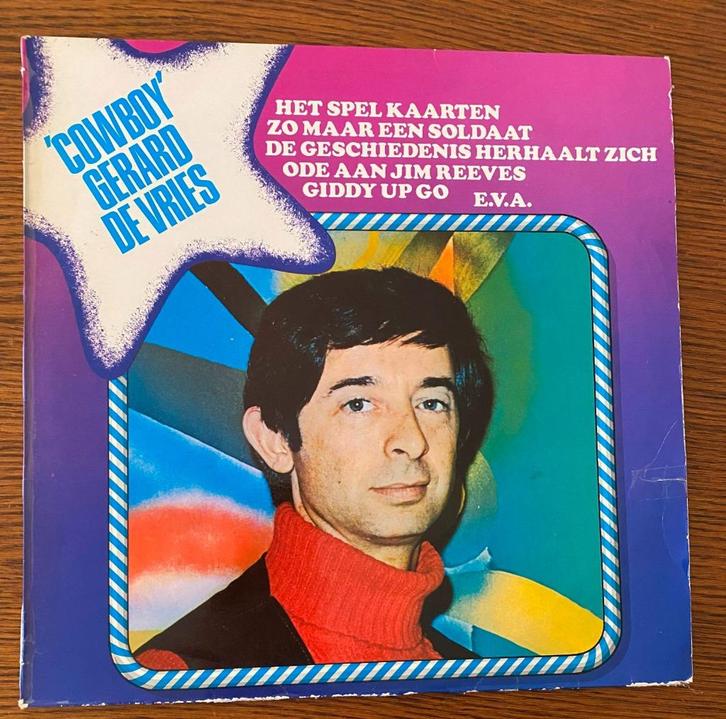 'COWBOY'
GERARD
DE VRIES
HET SPEL KAARTEN
ZO MAAR EEN SOLDAAT
DE GESCHIEDENIS HERHAALT ZICH
ODE AAN JIM REEVES
GIDDY UP GO E.V.A.